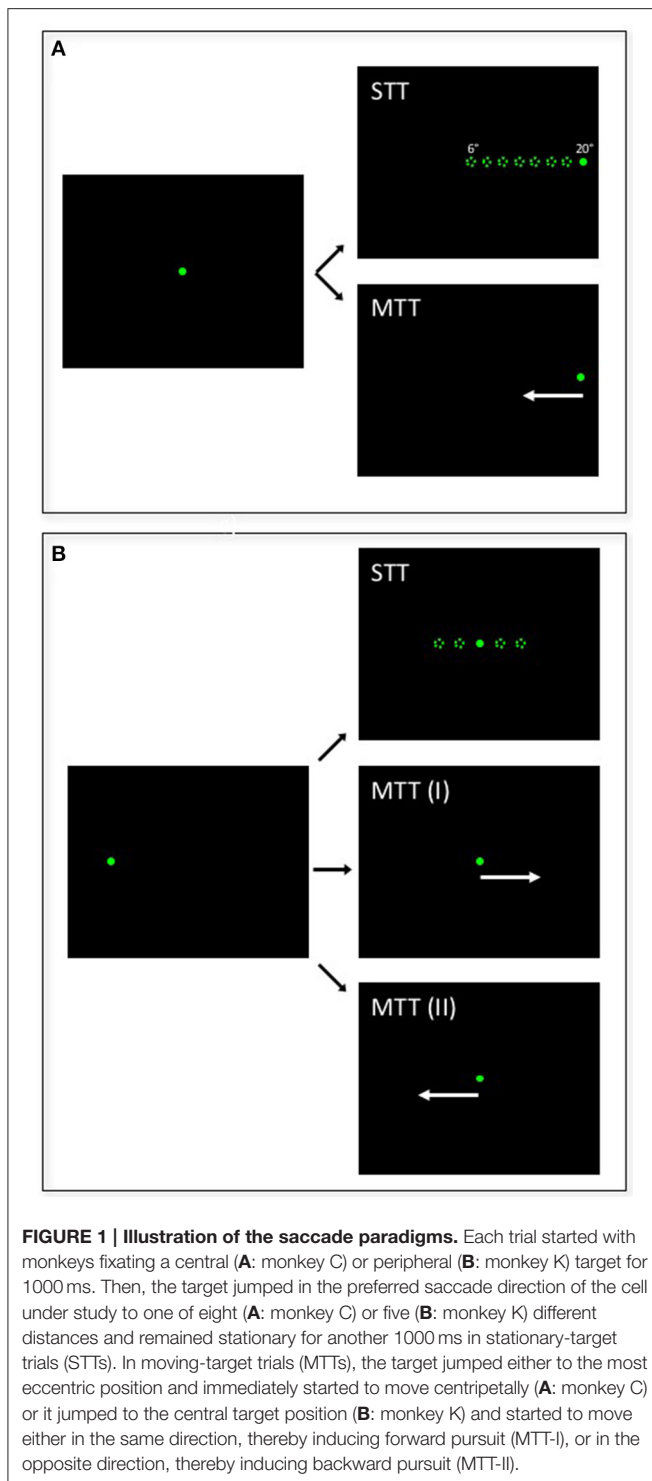 A
STT
6° 20°
MTT
B
STT
MTT (I)
MTT (II)
FIGURE 1 | Illustration of the saccade paradigms. Each trial started with
monkeys fixating a central (A: monkey C) or peripheral (B: monkey K) target for
1000 ms. Then, the target jumped in the preferred saccade direction of the cell
under study to one of eight (A: monkey C) or five (B: monkey K) different
distances and remained stationary for another 1000 ms in stationary-target
trials (STTs). In moving-target trials (MTTs), the target jumped either to the most
eccentric position and immediately started to move centripetally (A: monkey C)
or it jumped to the central target position (B: monkey K) and started to move
either in the same direction, thereby inducing forward pursuit (MTT-I), or in the
opposite direction, thereby inducing backward pursuit (MTT-II).